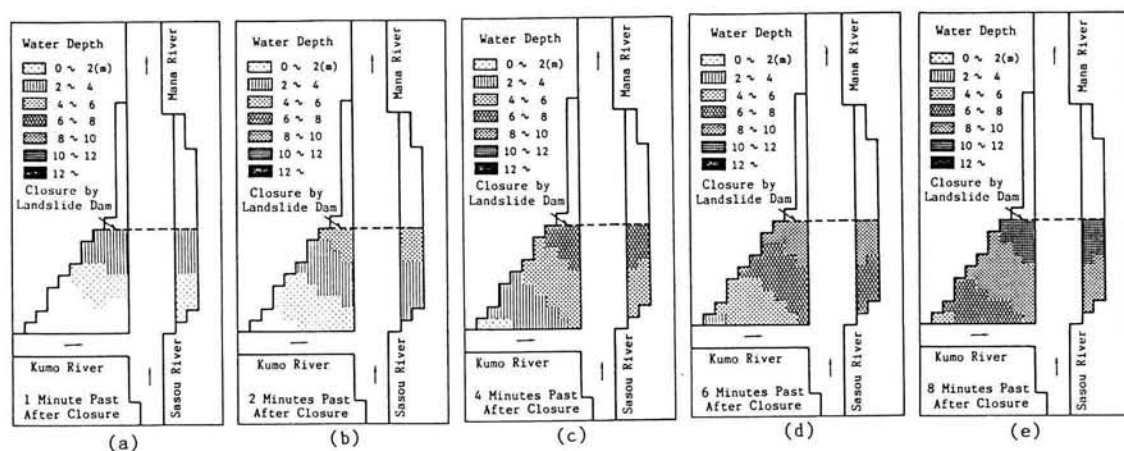 Water Depth
0 ~ 2(m)
2 ~ 4
4 ~ 6
6 ~ 8
8 ~ 10
10 ~ 12
12 ~
Closure by
Landslide Dam
Mana River
Kumo River
Sasou River
1 Minute Past
After Closure
(a)
Water Depth
0 ~ 2(m)
2 ~ 4
4 ~ 6
6 ~ 8
8 ~ 10
10 ~ 12
12 ~
Closure by
Landslide Dam
Mana River
Kumo River
Sasou River
2 Minutes Past
After Closure
(b)
Water Depth
0 ~ 2(m)
2 ~ 4
4 ~ 6
6 ~ 8
8 ~ 10
10 ~ 12
12 ~
Closure by
Landslide Dam
Mana River
Kumo River
Sasou River
4 Minutes Past
After Closure
(c)
Water Depth
0 ~ 2(m)
2 ~ 4
4 ~ 6
6 ~ 8
8 ~ 10
10 ~ 12
12 ~
Closure by
Landslide Dam
Mana River
Kumo River
Sasou River
6 Minutes Past
After Closure
(d)
Water Depth
0 ~ 2(m)
2 ~ 4
4 ~ 6
6 ~ 8
8 ~ 10
10 ~ 12
12 ~
Closure by
Landslide Dam
Mana River
Kumo River
Sasou River
8 Minutes Past
After Closure
(e)